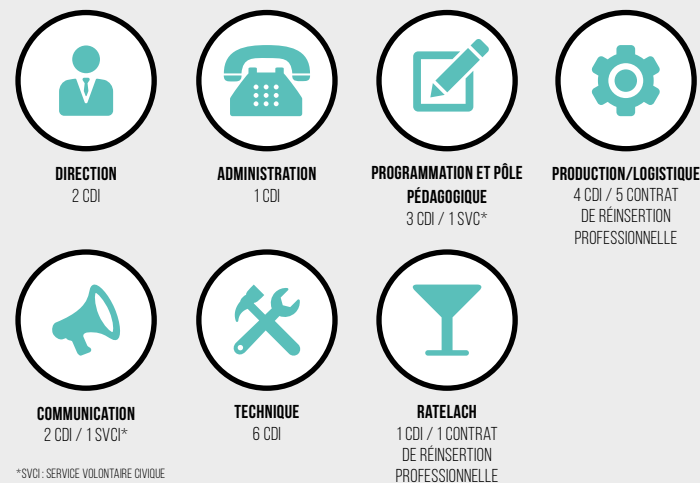 DIRECTION
2 CDI
ADMINISTRATION
1 CDI
PROGRAMMATION ET PÔLE
PÉDAGOGIQUE
3 CDI / 1 SVC*
PRODUCTION/LOGISTIQUE
4 CDI / 5 CONTRAT
DE RÉINSERTION
PROFESSIONNELLE
COMMUNICATION
2 CDI / 1 SVCI*
TECHNIQUE
6 CDI
RATELACH
1 CDI / 1 CONTRAT
DE RÉINSERTION
PROFESSIONNELLE
*SVCI : SERVICE VOLONTAIRE CIVIQUE